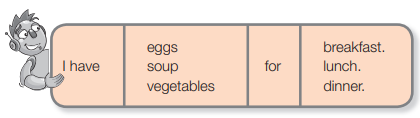 eggs breakfast.
I have soup for lunch.
vegetables dinner.